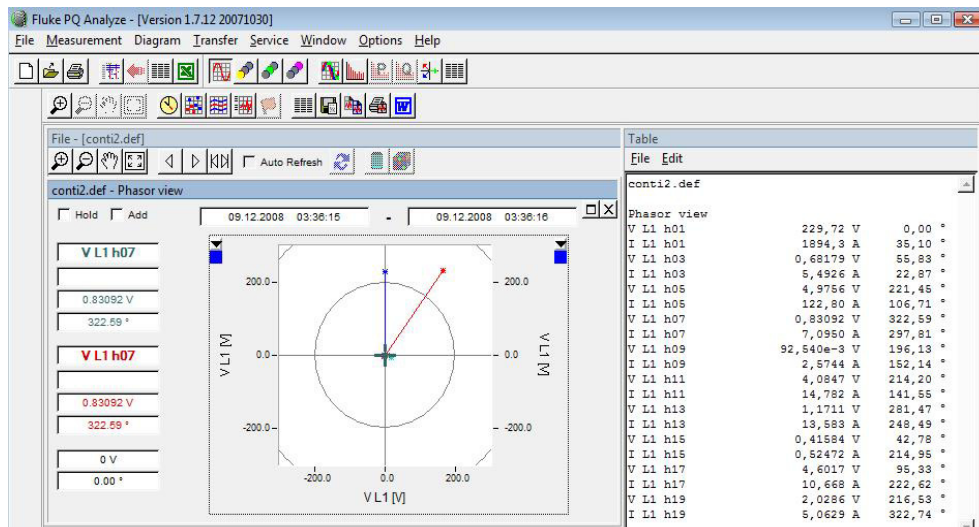 Fluke PQ Analyze - [Version 1.7.12 20071030]
File Measurement Diagram Transfer Service Window Options Help
File - [conti2.def]
Auto Refresh
conti2.def - Phasor view
Hold Add
09.12.2008 03:36:15 - 09.12.2008 03:36:16
V L1 h07
0.83092 V
322.59 °
V L1 h07
0.83092 V
322.59 °
0 V
0.00 °
200.0
0.0
-200.0
V L1 [V]
200.0
0.0
-200.0
V L1 [V]
-200.0 0.0 200.0
V L1 [V]
Table
File Edit
conti2.def
Phasor view
V L1 h01 229,72 V 0,00 °
I L1 h01 1894,3 A 35,10 °
V L1 h03 0,68179 V 55,83 °
I L1 h03 5,4926 A 22,87 °
V L1 h05 4,9756 V 221,45 °
I L1 h05 122,80 A 106,71 °
V L1 h07 0,83092 V 322,59 °
I L1 h07 7,0950 A 297,81 °
V L1 h09 92,540e-3 V 196,13 °
I L1 h09 2,5744 A 152,14 °
V L1 h11 4,0847 V 214,20 °
I L1 h11 14,782 A 141,55 °
V L1 h13 1,1711 V 281,47 °
I L1 h13 13,583 A 248,49 °
V L1 h15 0,41584 V 42,78 °
I L1 h15 0,52472 A 214,95 °
V L1 h17 4,6017 V 95,33 °
I L1 h17 10,668 A 222,62 °
V L1 h19 2,0286 V 216,53 °
I L1 h19 5,0629 A 322,74 °